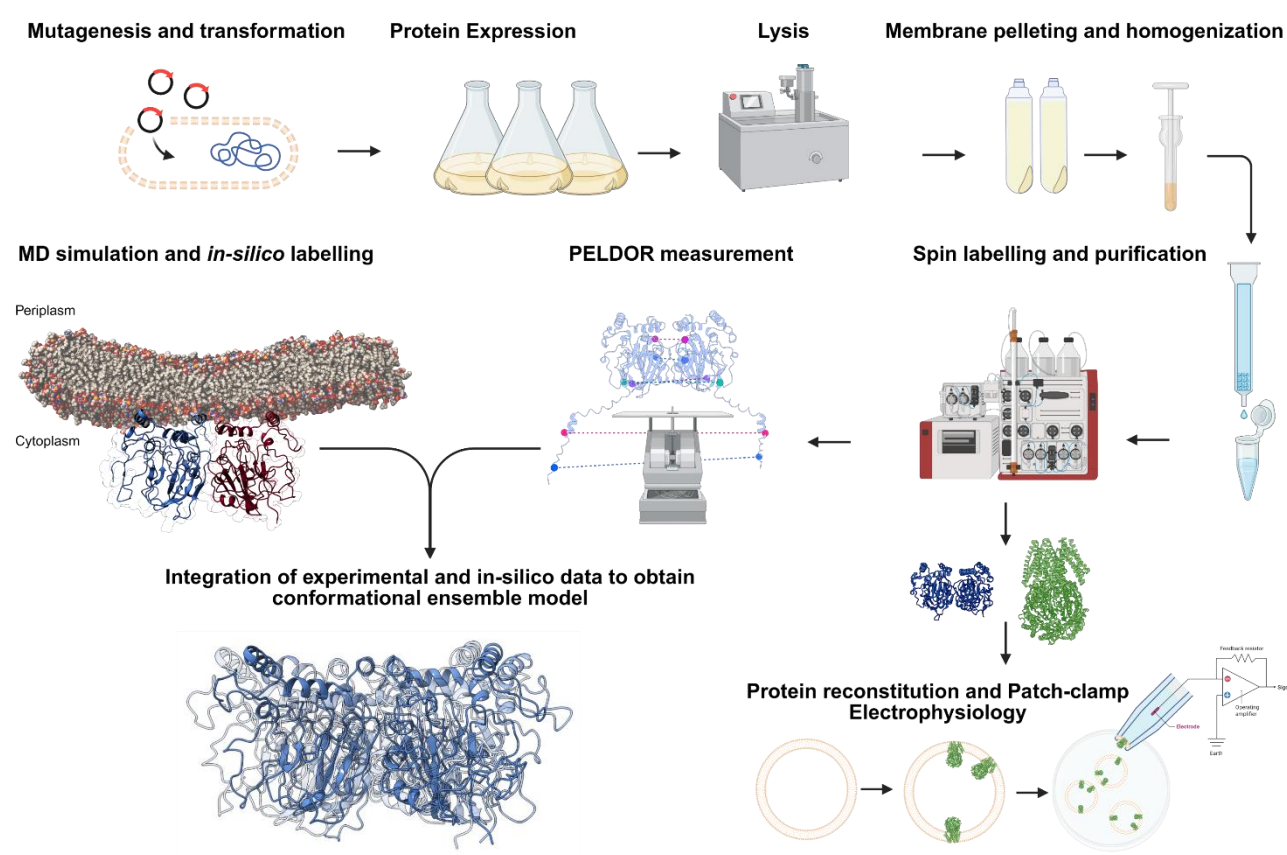 Mutagenesis and transformation
Protein Expression
Lysis
Membrane pelleting and homogenization
MD simulation and in-silico labelling
PELDOR measurement
Spin labelling and purification
Periplasm
Cytoplasm
Integration of experimental and in-silico data to obtain
conformational ensemble model
Protein reconstitution and Patch-clamp
Electrophysiology
Feedback resistor
Sig
Operating
amplifier
Electrode
Earth